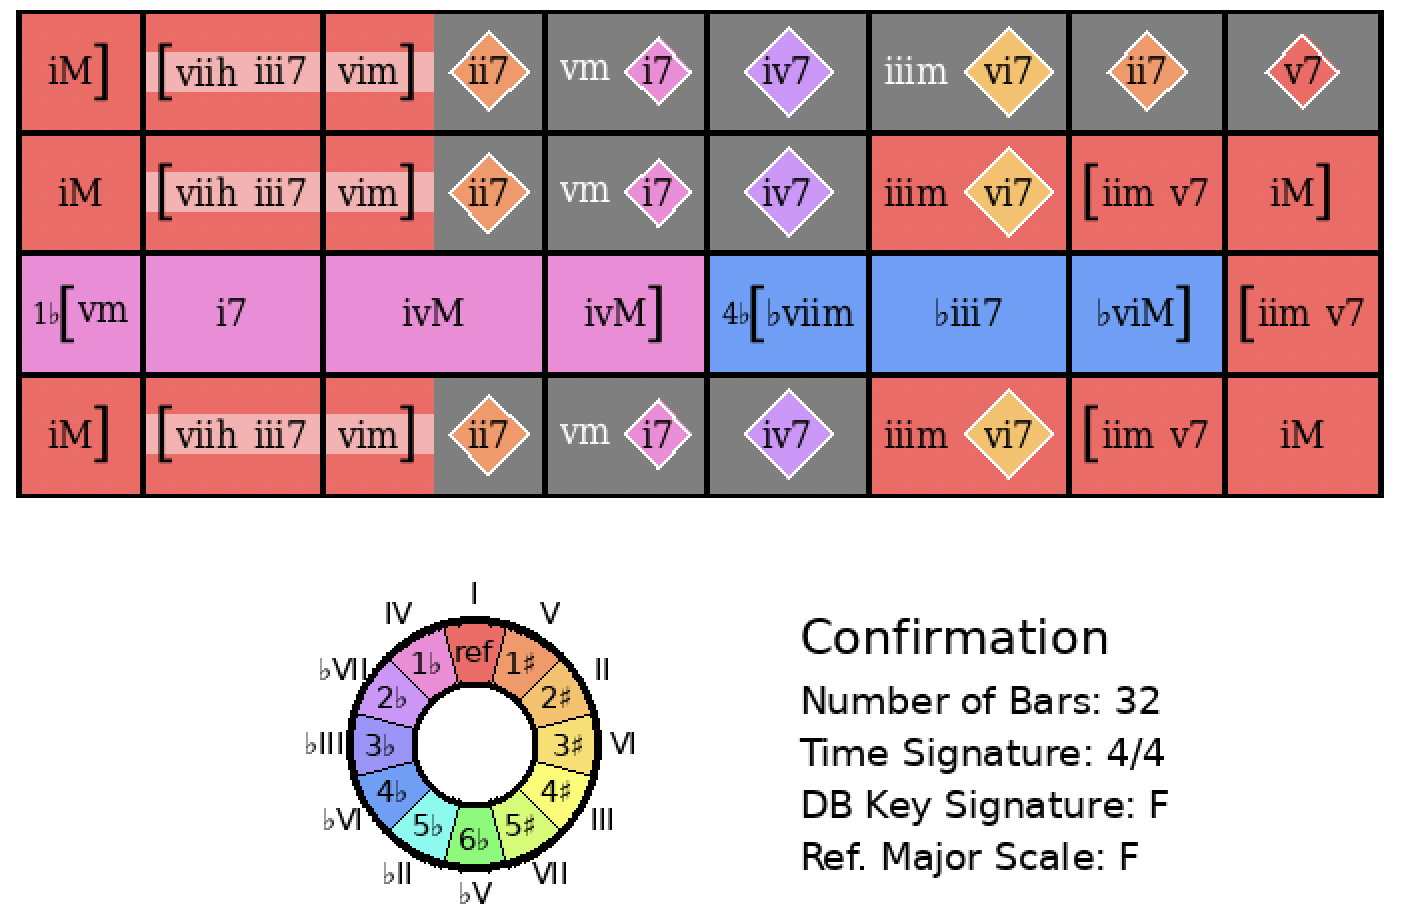 iM] [viih iii7 vim] ii7 vm i7 iv7 iiim vi7 ii7 v7
iM [viih iii7 vim] ii7 vm i7 iv7 iiim vi7 [iim v7 iM]
1♭[vm i7 ivM ivM] 4♭[♭viim ♭iii7 ♭viM] [iim v7
iM] [viih iii7 vim] ii7 vm i7 iv7 iiim vi7 [iim v7 iM
I
IV V
♭VII II
♭III VI
♭VI III
♭II VII
♭V
ref
1♭ 1♯
2♭ 2♯
3♭ 3♯
4♭ 4♯
5♭ 5♯
6♭
Confirmation
Number of Bars: 32
Time Signature: 4/4
DB Key Signature: F
Ref. Major Scale: F